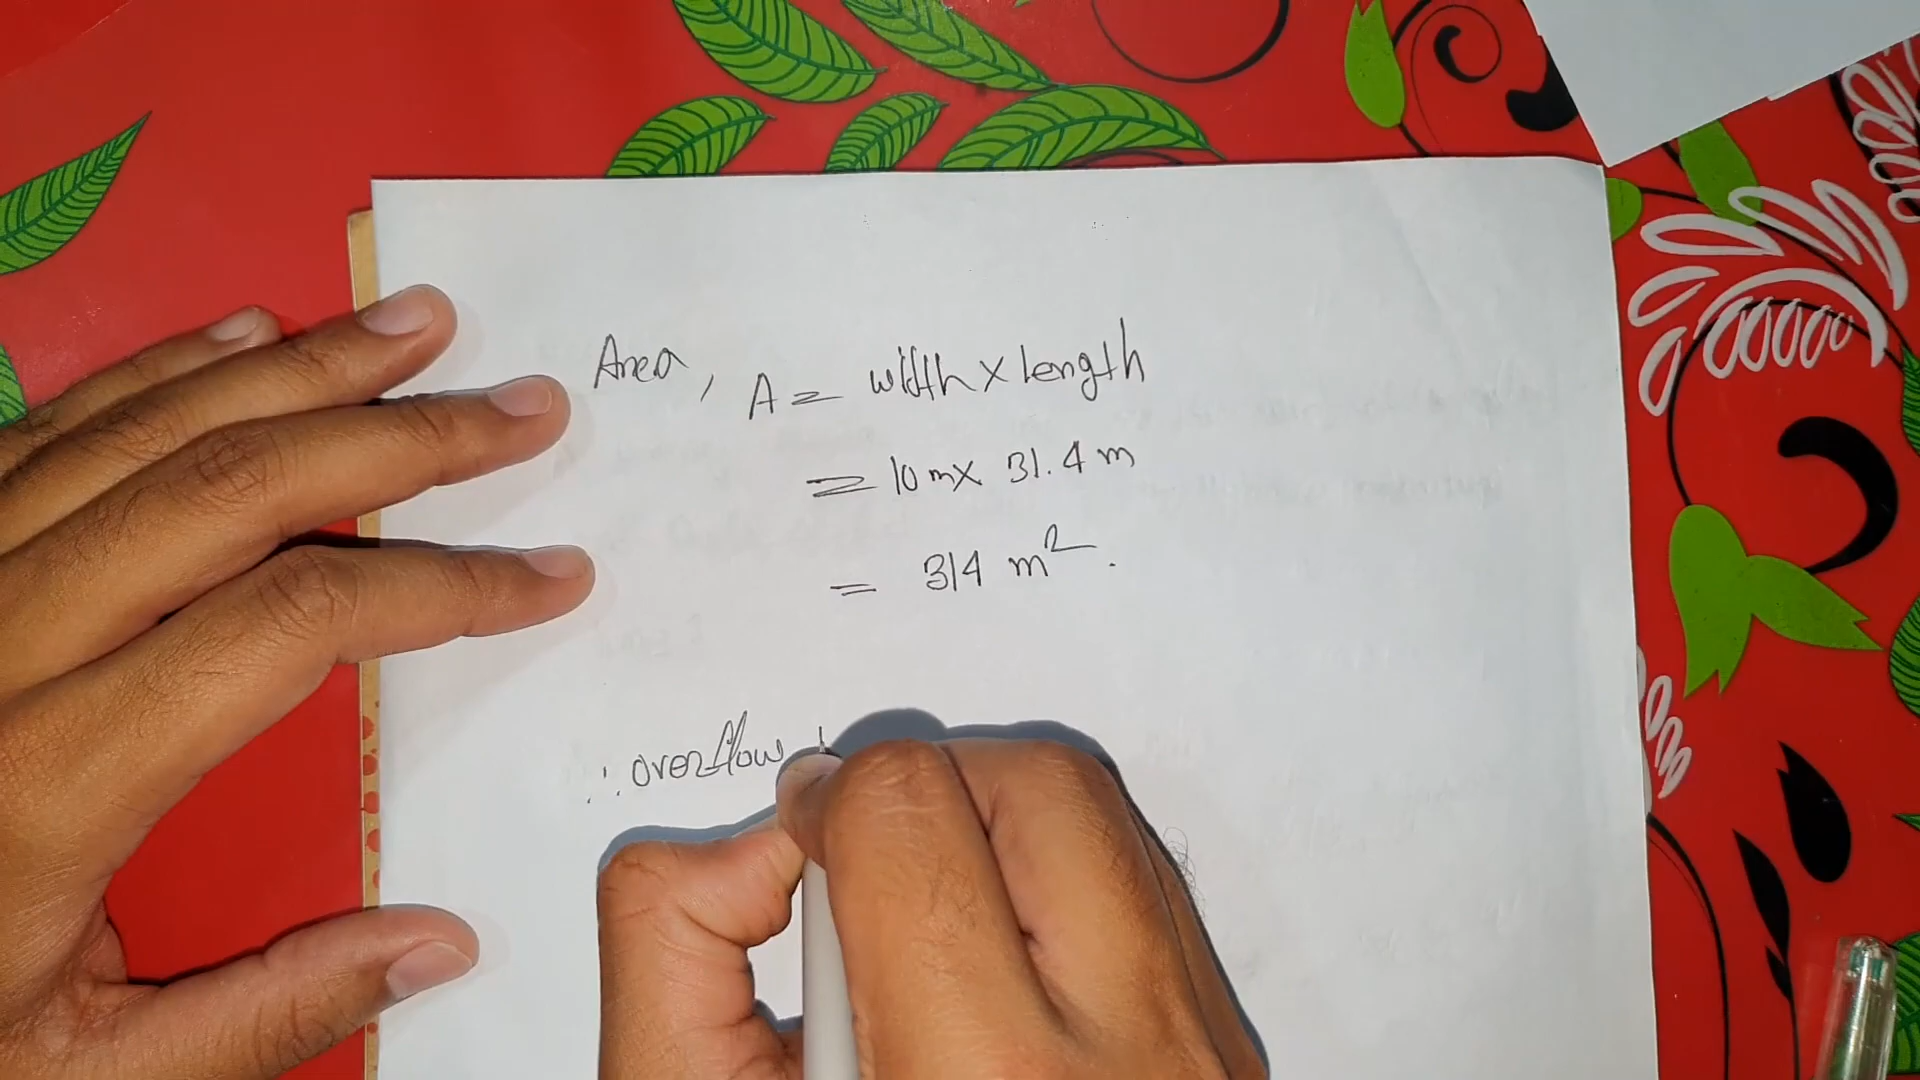 Area, A = width x length
= 10 m x 31.4 m
= 314 m².
∴ overflow